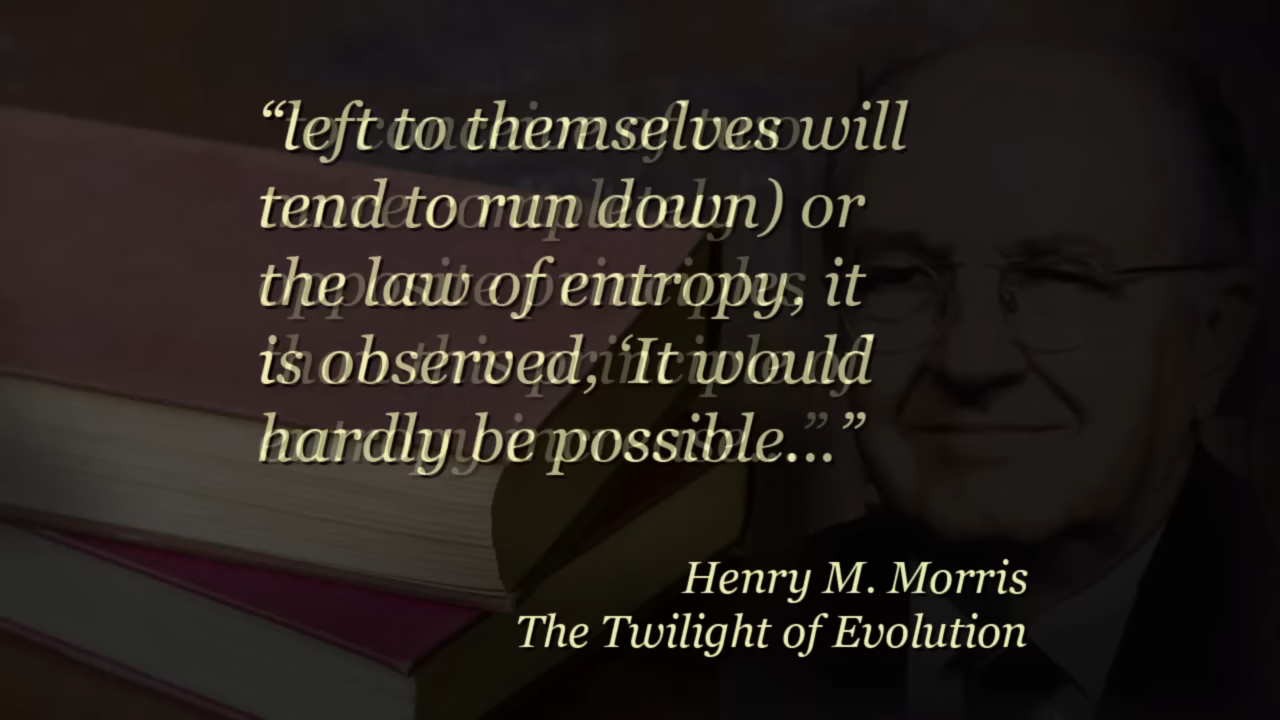 “left to themselves will
tend to run down) or
the law of entropy, it
is observed, ‘It would
hardly be possible...”
Henry M. Morris
The Twilight of Evolution